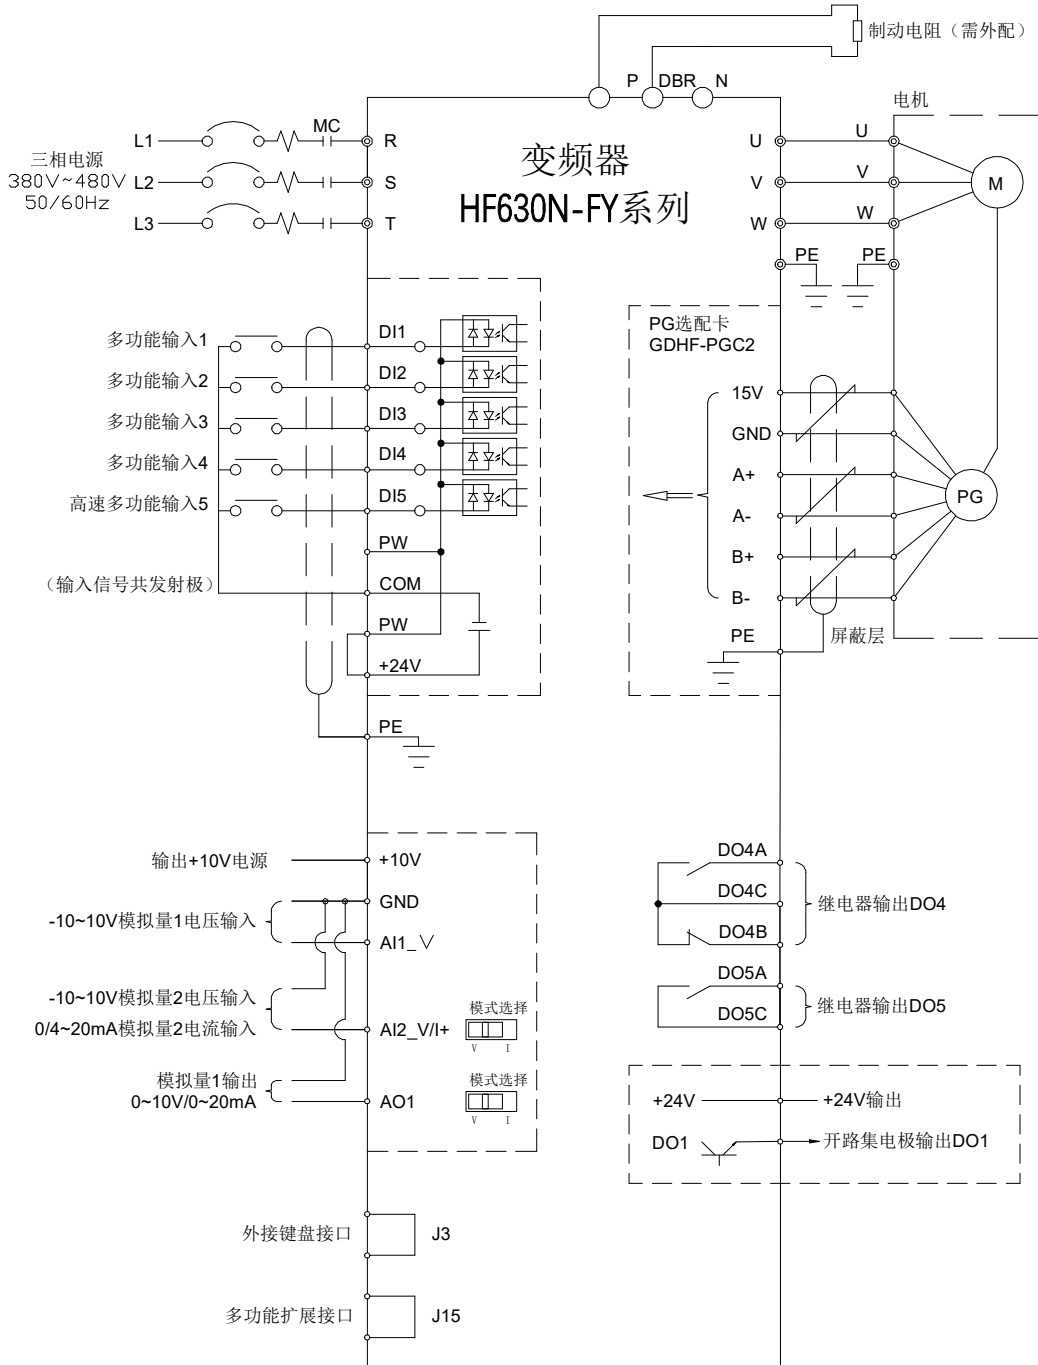 制动电阻（需外配）
P DBR N
电机
L1 MC R
三相电源
380V~480V
50/60Hz
L2 S
L3 T
变频器
HF630N-FY系列
U U
V V
W W
M
PE PE
PG选配卡
GDHF-PGC2
多功能输入1 DI1
多功能输入2 DI2
多功能输入3 DI3
多功能输入4 DI4
高速多功能输入5 DI5
PW
（输入信号共发射极） COM
PW
+24V
PE
15V
GND
A+
A-
B+
B-
PG
PE
屏蔽层
输出+10V电源 +10V
GND
-10~10V模拟量1电压输入
AI1_V
-10~10V模拟量2电压输入
0/4~20mA模拟量2电流输入 AI2_V/I+
模式选择
V I
模拟量1输出
0~10V/0~20mA AO1
模式选择
V I
DO4A
DO4C
DO4B
继电器输出DO4
DO5A
DO5C
继电器输出DO5
+24V +24V输出
DO1 开路集电极输出DO1
外接键盘接口 J3
多功能扩展接口 J15